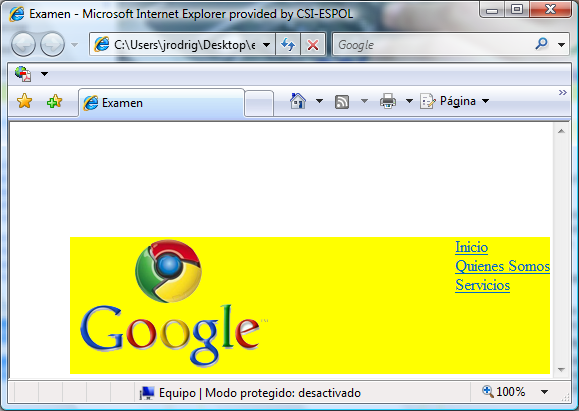 Examen - Microsoft Internet Explorer provided by CSI-ESPOL
C:\Users\jrodrig\Desktop\e
Google
Examen
Página
Inicio
Quienes Somos
Servicios
Google
Equipo | Modo protegido: desactivado
100%